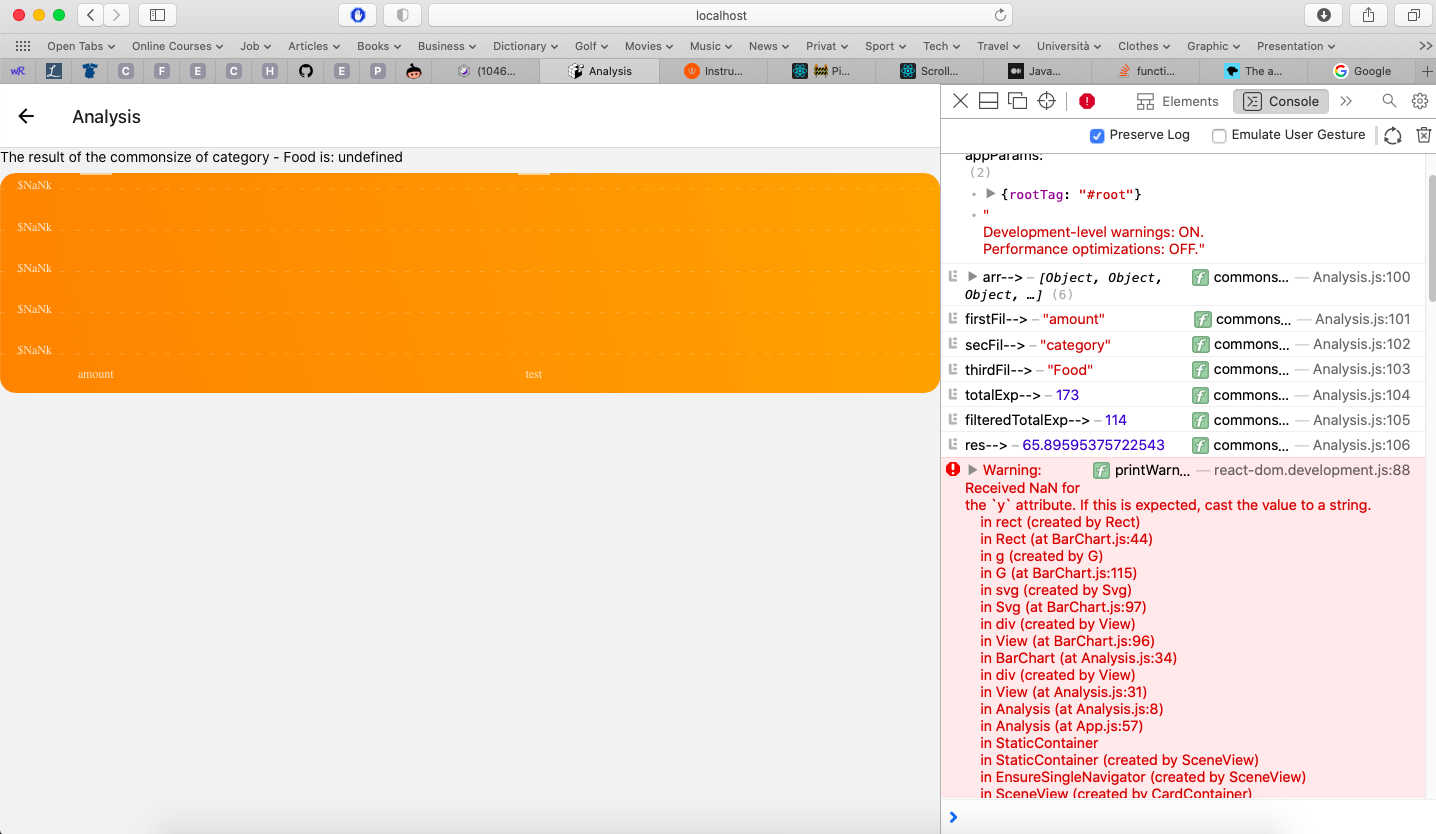 localhost
Open Tabs Online Courses Job Articles Books Business Dictionary Golf Movies Music News Privat Sport Tech Travel Università Clothes Graphic Presentation
wR L C F E C H E P (1046... Analysis Instru... Pi... Scroll... Java... functi... The a... Google
Analysis
Elements Console
Preserve Log Emulate User Gesture
The result of the commonsize of category - Food is: undefined
$NaNk
$NaNk
$NaNk
$NaNk
$NaNk
amount test
appParams:
(2)
{rootTag: "#root"}
"
Development-level warnings: ON.
Performance optimizations: OFF."
arr--> – [Object, Object, commons... — Analysis.js:100
Object, …] (6)
firstFil--> – "amount" commons... — Analysis.js:101
secFil--> – "category" commons... — Analysis.js:102
thirdFil--> – "Food" commons... — Analysis.js:103
totalExp--> – 173 commons... — Analysis.js:104
filteredTotalExp--> – 114 commons... — Analysis.js:105
res--> – 65.89595375722543 commons... — Analysis.js:106
Warning: printWarn... — react-dom.development.js:88
Received NaN for
the `y` attribute. If this is expected, cast the value to a string.
in rect (created by Rect)
in Rect (at BarChart.js:44)
in g (created by G)
in G (at BarChart.js:115)
in svg (created by Svg)
in Svg (at BarChart.js:97)
in div (created by View)
in View (at BarChart.js:96)
in BarChart (at Analysis.js:34)
in div (created by View)
in View (at Analysis.js:31)
in Analysis (at Analysis.js:8)
in Analysis (at App.js:57)
in StaticContainer
in StaticContainer (created by SceneView)
in EnsureSingleNavigator (created by SceneView)
in SceneView (created by CardContainer)